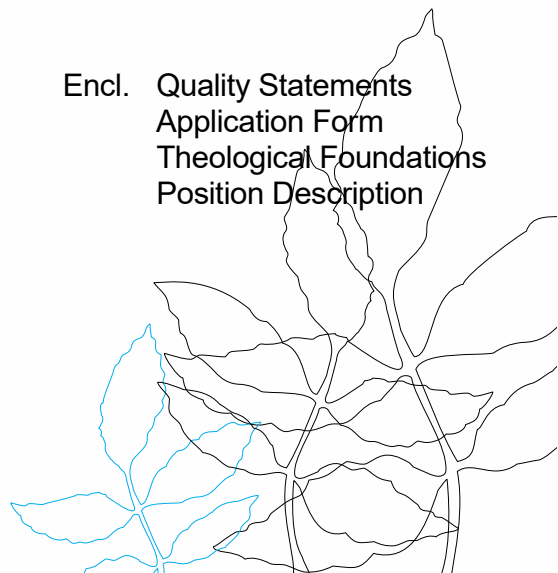 Encl. Quality Statements
Application Form
Theological Foundations
Position Description